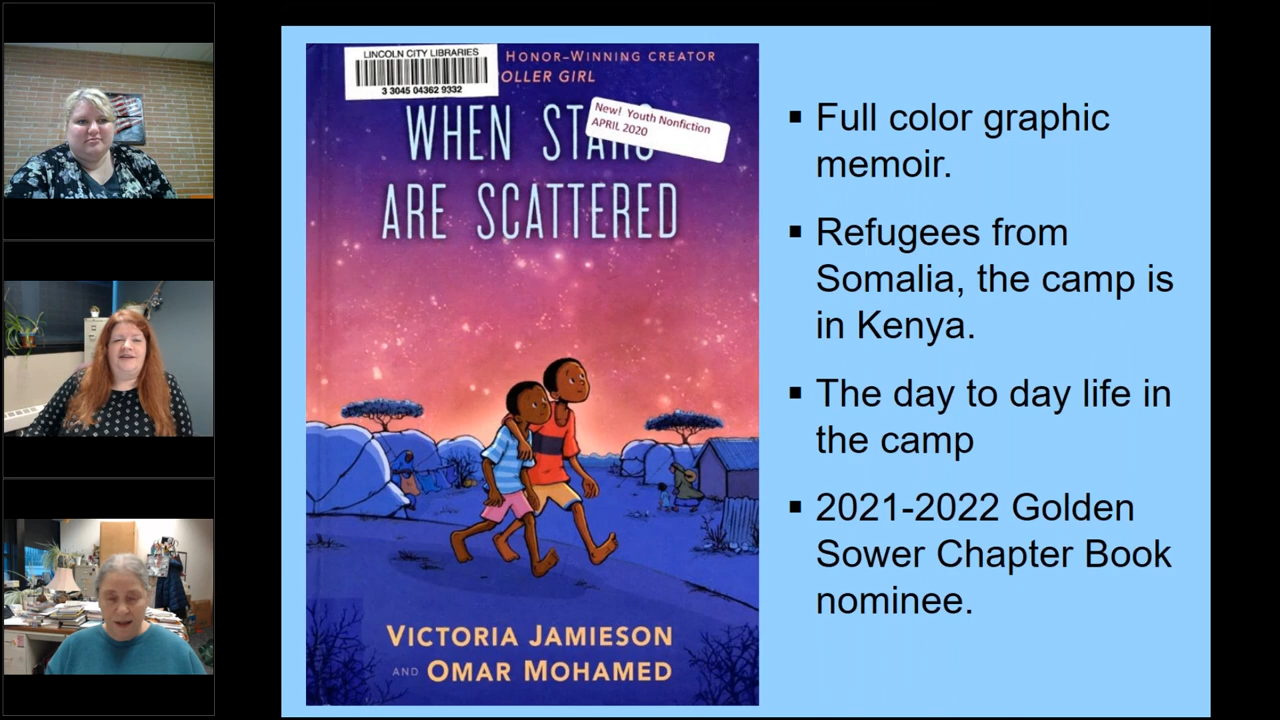 LINCOLN CITY LIBRARIES
3 3045 04362 9332
HONOR-WINNING CREATOR
OLLER GIRL
New! Youth Nonfiction
APRIL 2020
WHEN STARS
ARE SCATTERED
VICTORIA JAMIESON
AND OMAR MOHAMED
▪ Full color graphic
memoir.
▪ Refugees from
Somalia, the camp is
in Kenya.
▪ The day to day life in
the camp
▪ 2021-2022 Golden
Sower Chapter Book
nominee.